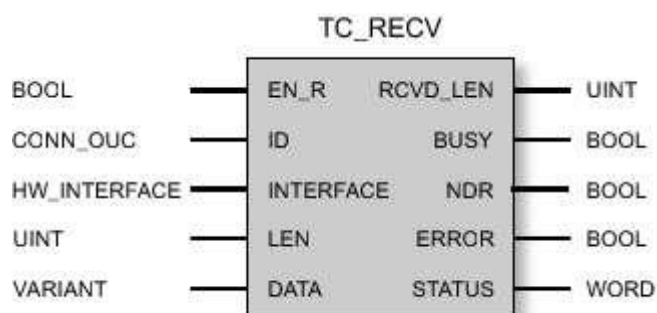 TC_RECV
BOOL EN_R RCVD_LEN UINT
CONN_OUC ID BUSY BOOL
HW_INTERFACE INTERFACE NDR BOOL
UINT LEN ERROR BOOL
VARIANT DATA STATUS WORD